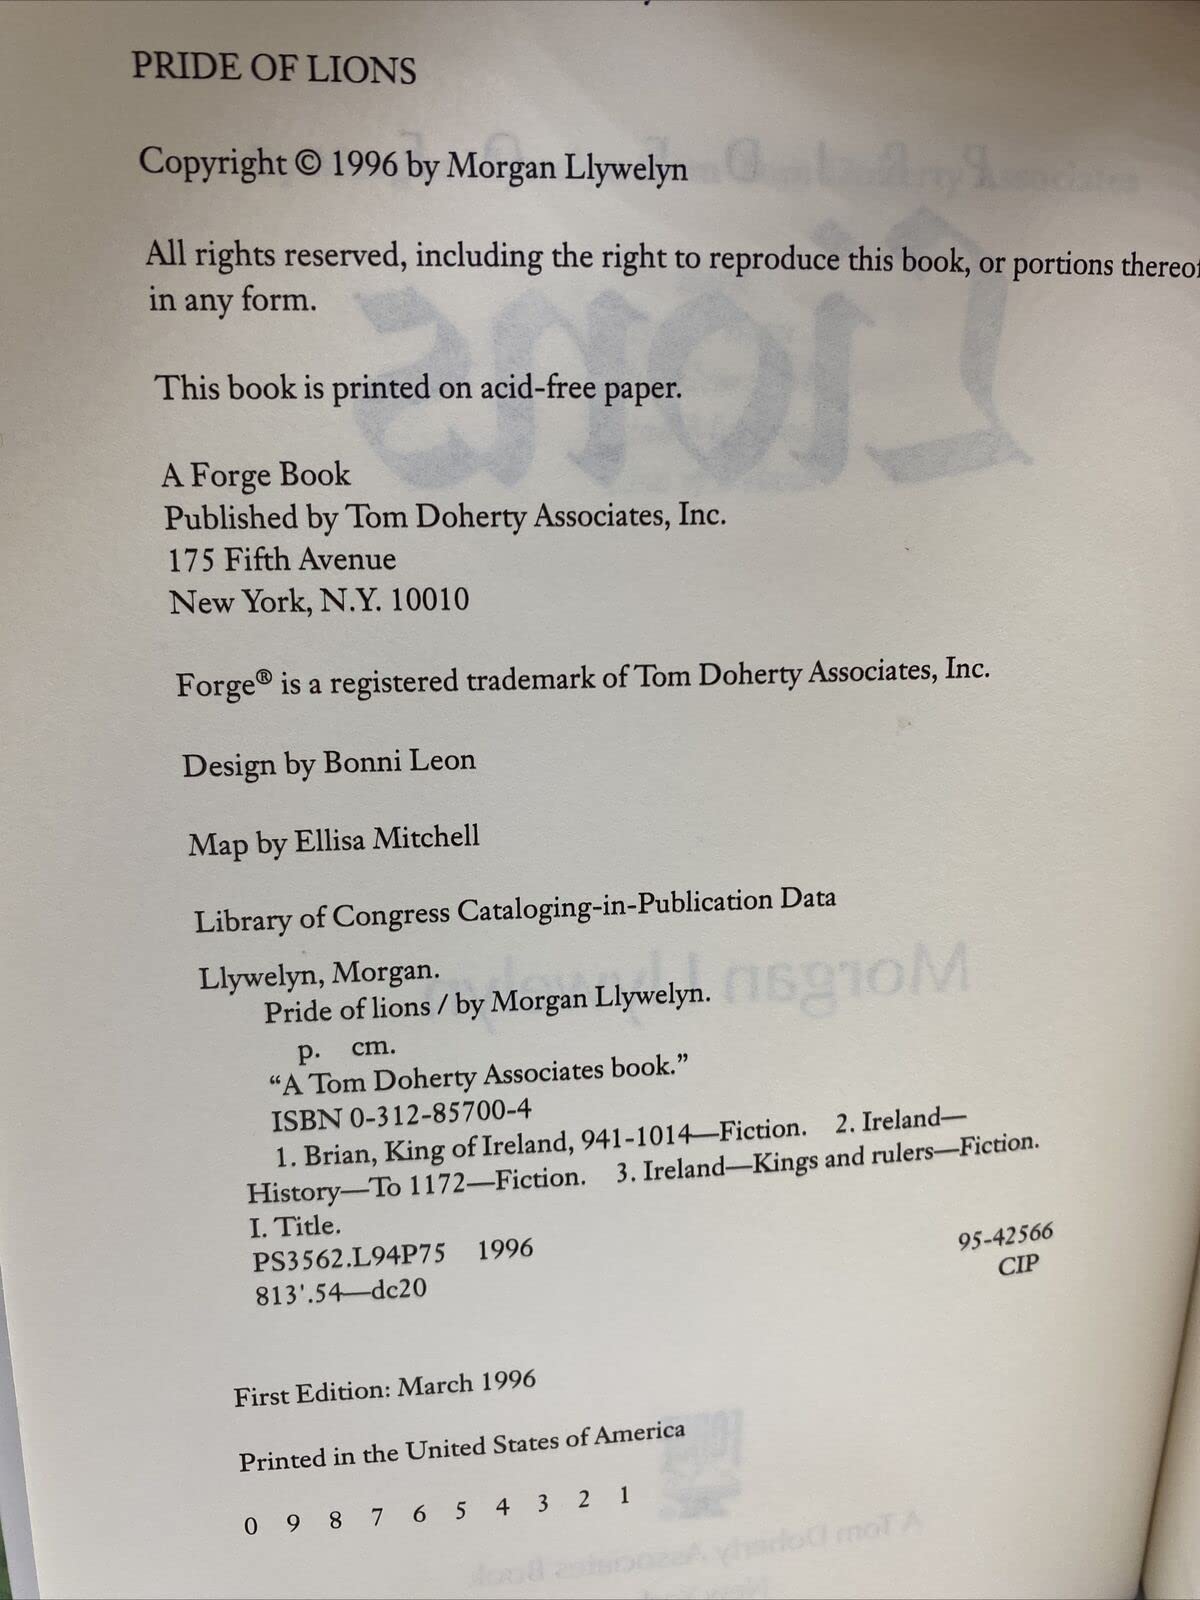 PRIDE OF LIONS
Copyright © 1996 by Morgan Llywelyn
All rights reserved, including the right to reproduce this book, or portions thereof
in any form.
This book is printed on acid-free paper.
A Forge Book
Published by Tom Doherty Associates, Inc.
175 Fifth Avenue
New York, N.Y. 10010
Forge® is a registered trademark of Tom Doherty Associates, Inc.
Design by Bonni Leon
Map by Ellisa Mitchell
Library of Congress Cataloging-in-Publication Data
Llywelyn, Morgan.
Pride of lions / by Morgan Llywelyn.
p. cm.
“A Tom Doherty Associates book.”
ISBN 0-312-85700-4
1. Brian, King of Ireland, 941-1014—Fiction. 2. Ireland—
History—To 1172—Fiction. 3. Ireland—Kings and rulers—Fiction.
I. Title.
PS3562.L94P75 1996 95-42566
813'.54—dc20 CIP
First Edition: March 1996
Printed in the United States of America
0 9 8 7 6 5 4 3 2 1